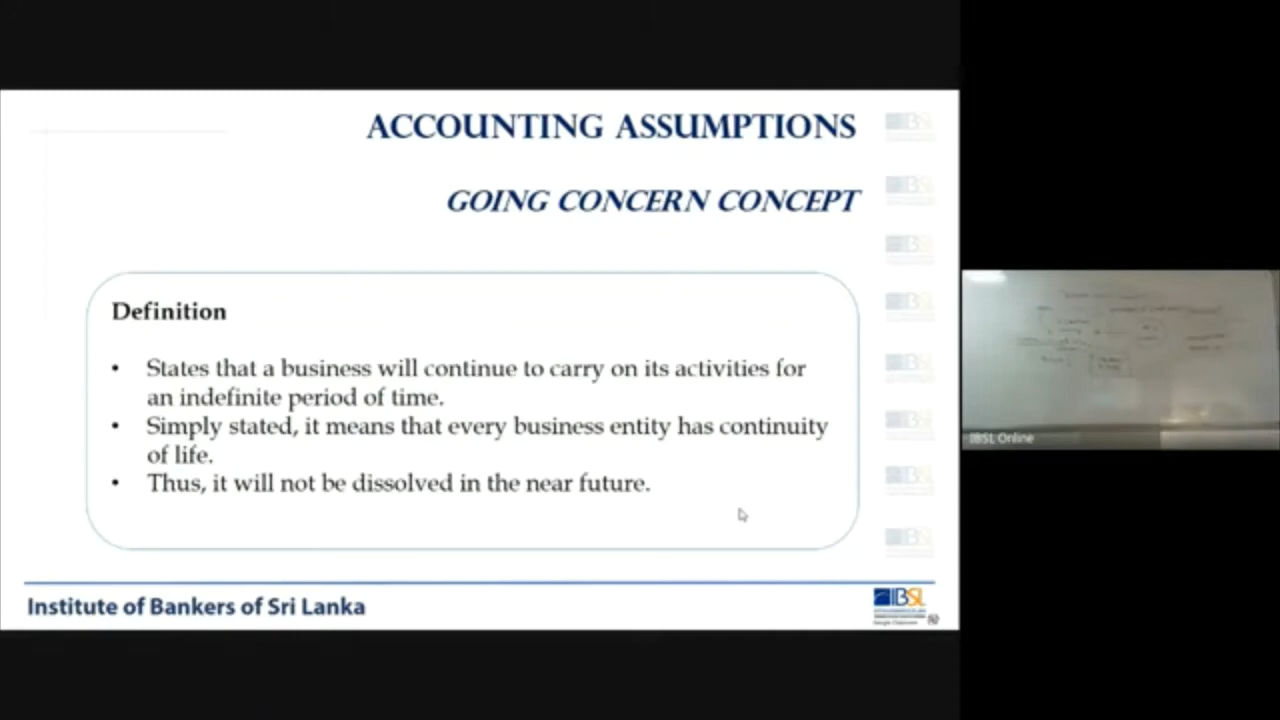 ACCOUNTING ASSUMPTIONS
GOING CONCERN CONCEPT
Definition
• States that a business will continue to carry on its activities for
an indefinite period of time.
• Simply stated, it means that every business entity has continuity
of life.
• Thus, it will not be dissolved in the near future.
Institute of Bankers of Sri Lanka
IBSL
IBSL Online